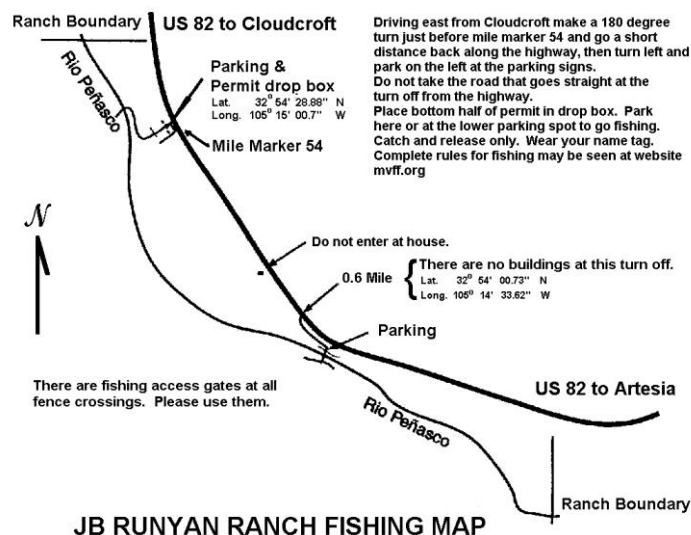 Ranch Boundary
US 82 to Cloudcroft
Driving east from Cloudcroft make a 180 degree
turn just before mile marker 54 and go a short
distance back along the highway, then turn left and
park on the left at the parking signs.
Do not take the road that goes straight at the
turn off from the highway.
Place bottom half of permit in drop box. Park
here or at the lower parking spot to go fishing.
Catch and release only. Wear your name tag.
Complete rules for fishing may be seen at website
mvff.org
Rio Peñasco
Parking &
Permit drop box
Lat. 32° 54' 28.88" N
Long. 105° 15' 00.7" W
Mile Marker 54
N
Do not enter at house.
0.6 Mile
There are no buildings at this turn off.
Lat. 32° 54' 00.73" N
Long. 105° 14' 33.62" W
Parking
There are fishing access gates at all
fence crossings. Please use them.
US 82 to Artesia
Rio Peñasco
Ranch Boundary
JB RUNYAN RANCH FISHING MAP